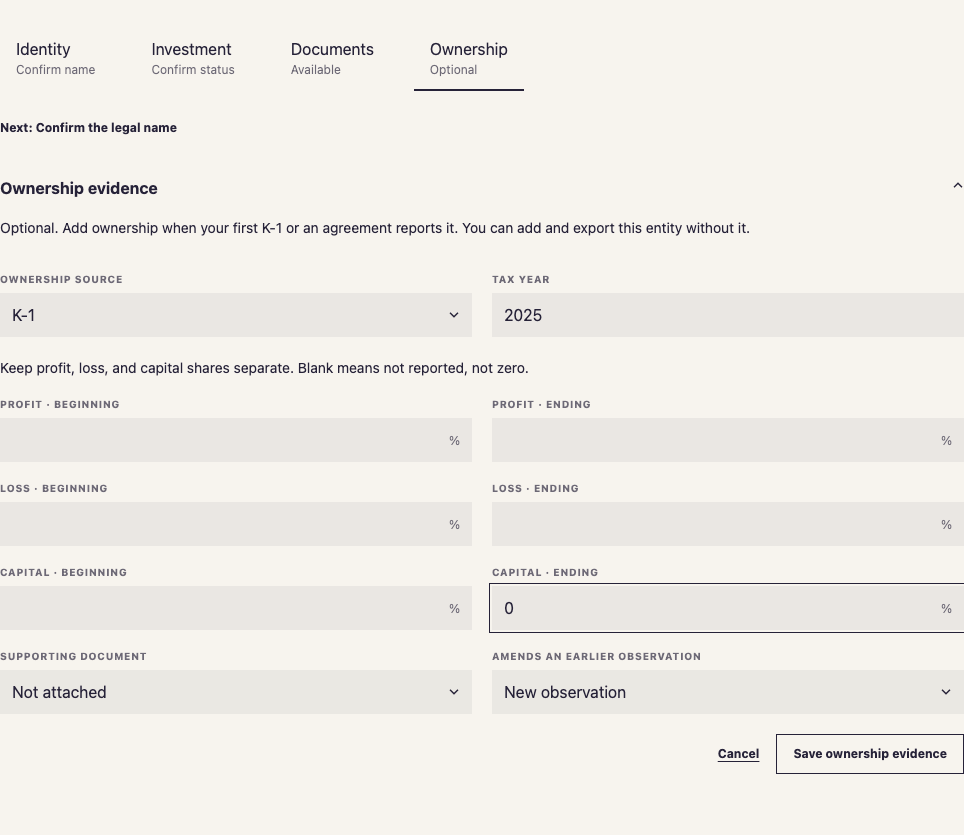 Identity Investment Documents Ownership
Confirm name Confirm status Available Optional
Next: Confirm the legal name
Ownership evidence
Optional. Add ownership when your first K-1 or an agreement reports it. You can add and export this entity without it.
OWNERSHIP SOURCE TAX YEAR
K-1 2025
Keep profit, loss, and capital shares separate. Blank means not reported, not zero.
PROFIT · BEGINNING PROFIT · ENDING
% %
LOSS · BEGINNING LOSS · ENDING
% %
CAPITAL · BEGINNING CAPITAL · ENDING
% 0 %
SUPPORTING DOCUMENT AMENDS AN EARLIER OBSERVATION
Not attached New observation
Cancel Save ownership evidence